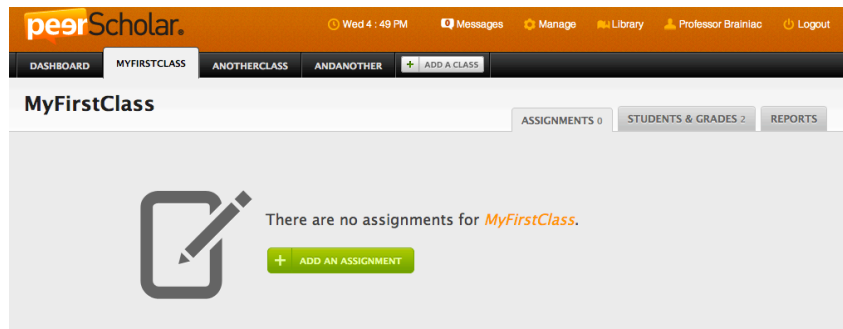 peerScholar.
Wed 4 : 49 PM 0 Messages Manage Library Professor Brainiac Logout
DASHBOARD MYFIRSTCLASS ANOTHERCLASS ANDANOTHER + ADD A CLASS
MyFirstClass
ASSIGNMENTS 0 STUDENTS & GRADES 2 REPORTS
There are no assignments for MyFirstClass.
+ ADD AN ASSIGNMENT